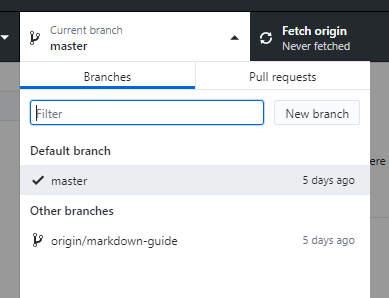 Current branch
master
Fetch origin
Never fetched
Branches
Pull requests
Filter
New branch
Default branch
master 5 days ago
Other branches
origin/markdown-guide 5 days ago
ere